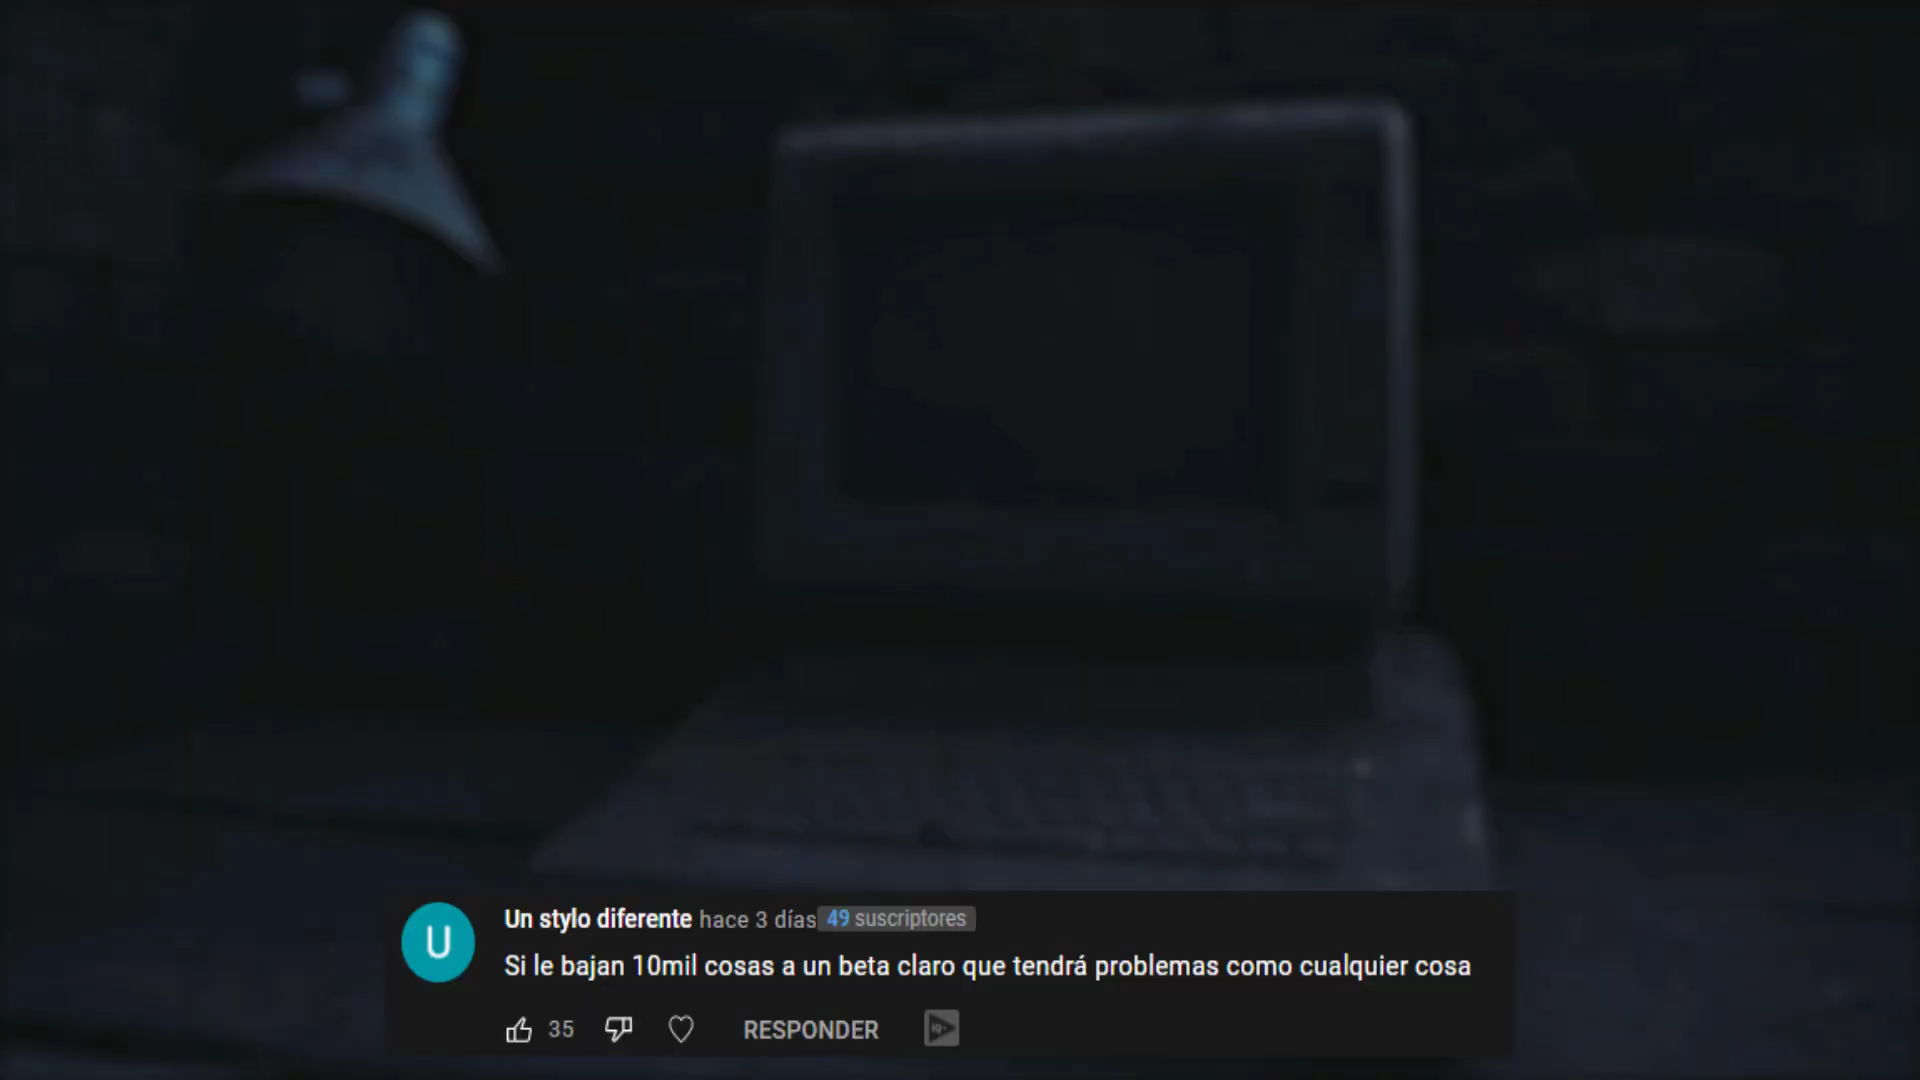 U
Un stylo diferente hace 3 días 49 suscriptores
Si le bajan 10mil cosas a un beta claro que tendrá problemas como cualquier cosa
35 RESPONDER